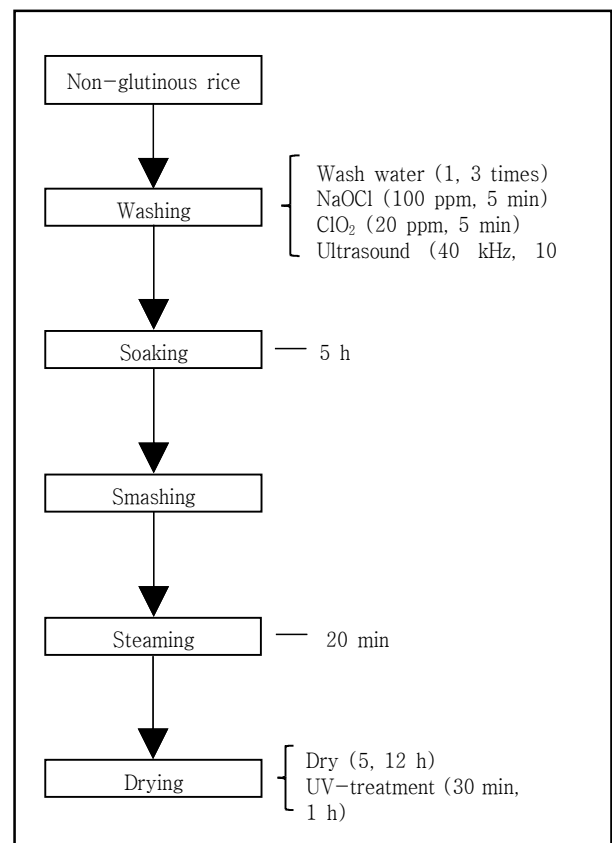 Non-glutinous rice
Washing
Wash water (1, 3 times)
NaOCl (100 ppm, 5 min)
ClO₂ (20 ppm, 5 min)
Ultrasound (40 kHz, 10
Soaking
5 h
Smashing
Steaming
20 min
Drying
Dry (5, 12 h)
UV-treatment (30 min,
1 h)